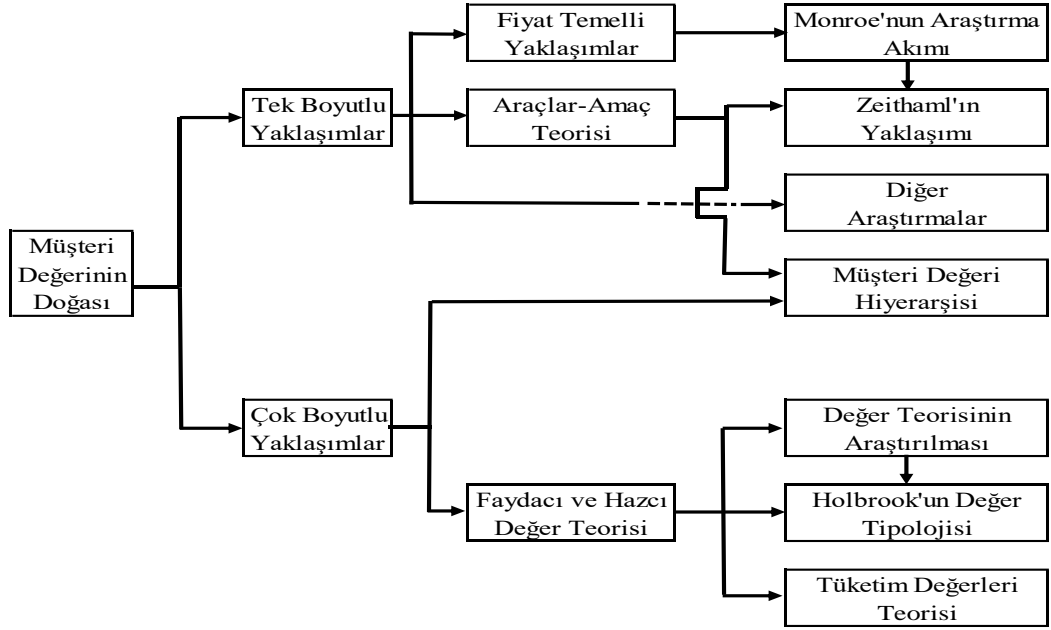 Fiyat Temelli
Yaklaşımlar
Monroe'nun Araştırma
Akımı
Tek Boyutlu
Yaklaşımlar
Araçlar-Amaç
Teorisi
Zeithaml'ın
Yaklaşımı
Diğer
Araştırmalar
Müşteri
Değerinin
Doğası
Müşteri Değeri
Hiyerarşisi
Çok Boyutlu
Yaklaşımlar
Değer Teorisinin
Araştırılması
Faydacı ve Hazcı
Değer Teorisi
Holbrook'un Değer
Tipolojisi
Tüketim Değerleri
Teorisi